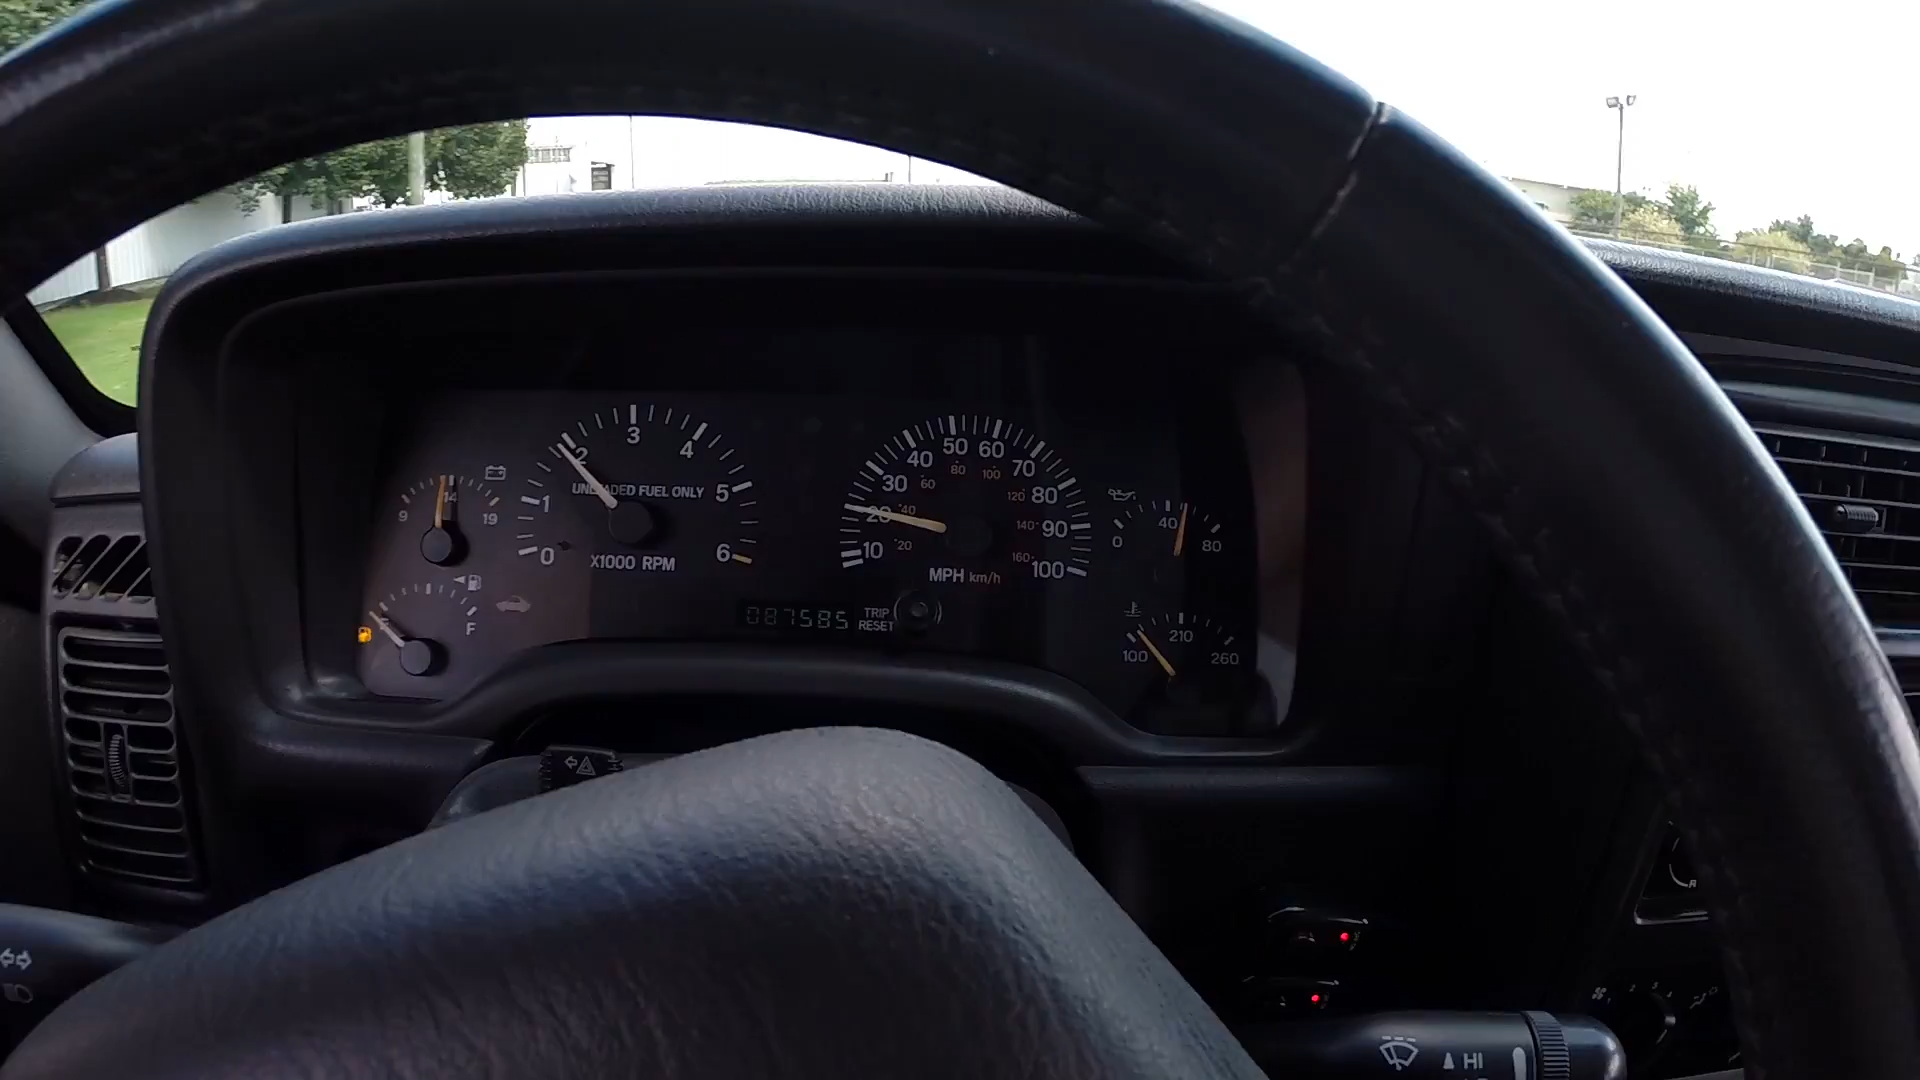 9 14 19
F
0 1 2 3 4 5 6
UNLEADED FUEL ONLY
X1000 RPM
10 20 30 40 50 60 70 80 90 100
20 40 60 80 100 120 140 160
MPH km/h
087585
TRIP
RESET
0 40 80
100 210 260
HI